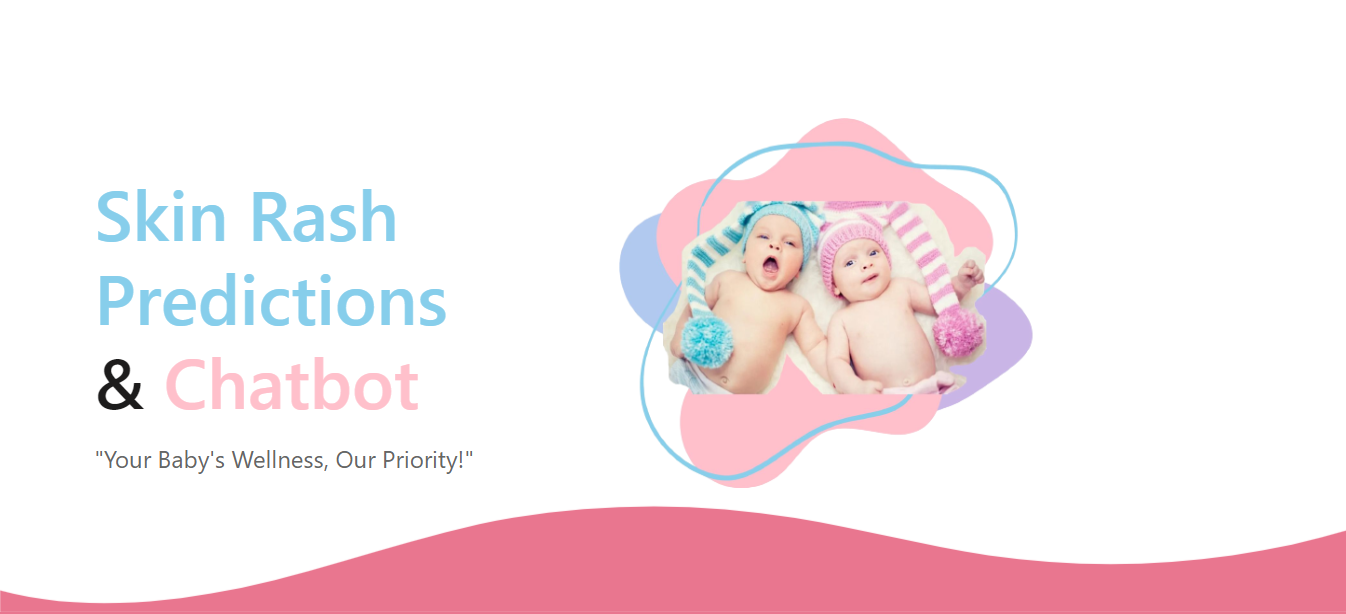 Skin Rash
Predictions
& Chatbot
"Your Baby's Wellness, Our Priority!"